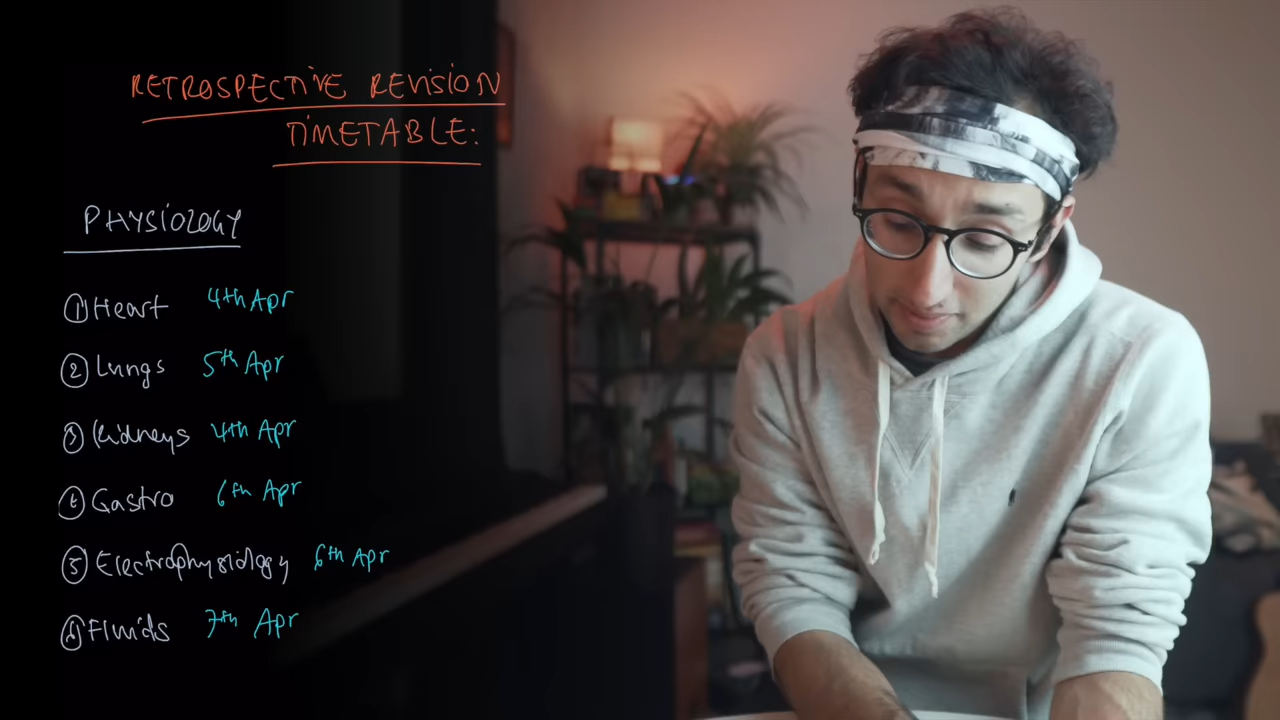 RETROSPECTIVE REVISION
TIMETABLE:
PHYSIOLOGY
① Heart 4th Apr
② Lungs 5th Apr
③ Kidneys 4th Apr
④ Gastro 6th Apr
⑤ Electrophysiology 6th Apr
⑥ Fluids 7th Apr